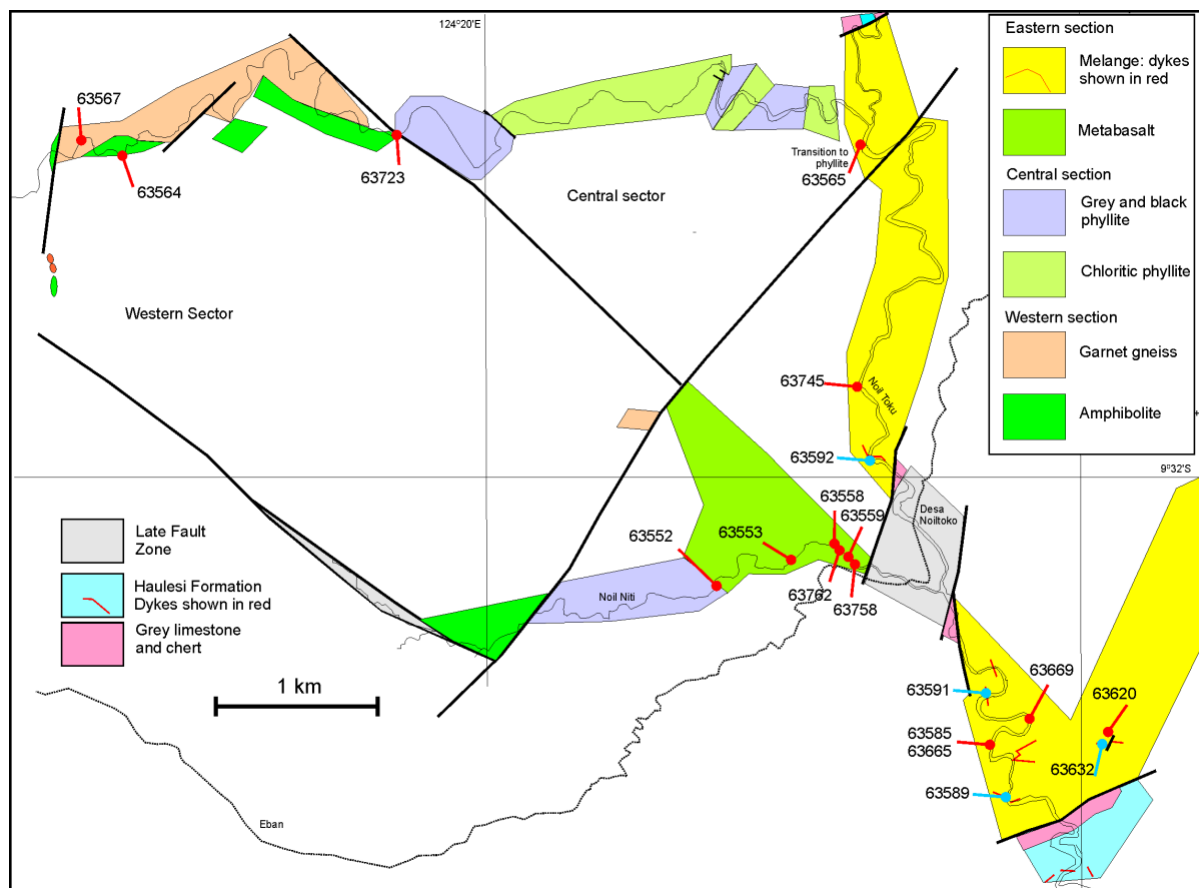 124°20'E
63567
63564
63723
Central sector
Transition to
phyllite
63565
Western Sector
63745
Noil Toku
63592
9°32'S
63558
63559
63552
63553
63762
63758
Desa
Noiltoko
Noil Niti
Late Fault
Zone
Haulesi Formation
Dykes shown in red
Grey limestone
and chert
1 km
63591
63669
63620
63585
63665
63632
63589
Eban
Eastern section
Melange: dykes
shown in red
Metabasalt
Central section
Grey and black
phyllite
Chloritic phyllite
Western section
Garnet gneiss
Amphibolite